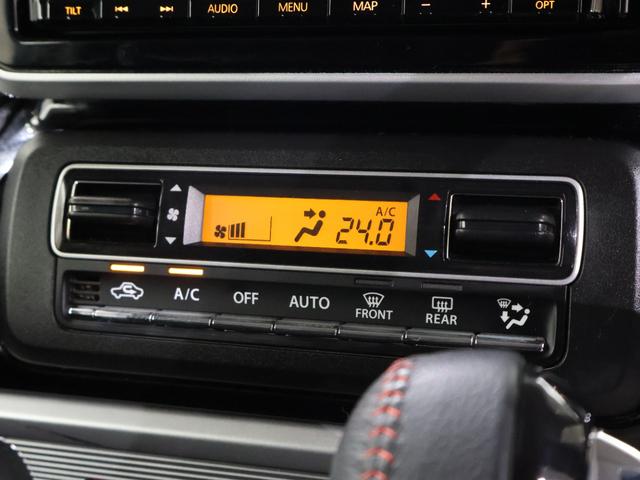 TILT AUDIO MENU MAP − + OPT
A/C
24.0
A/C OFF AUTO FRONT REAR